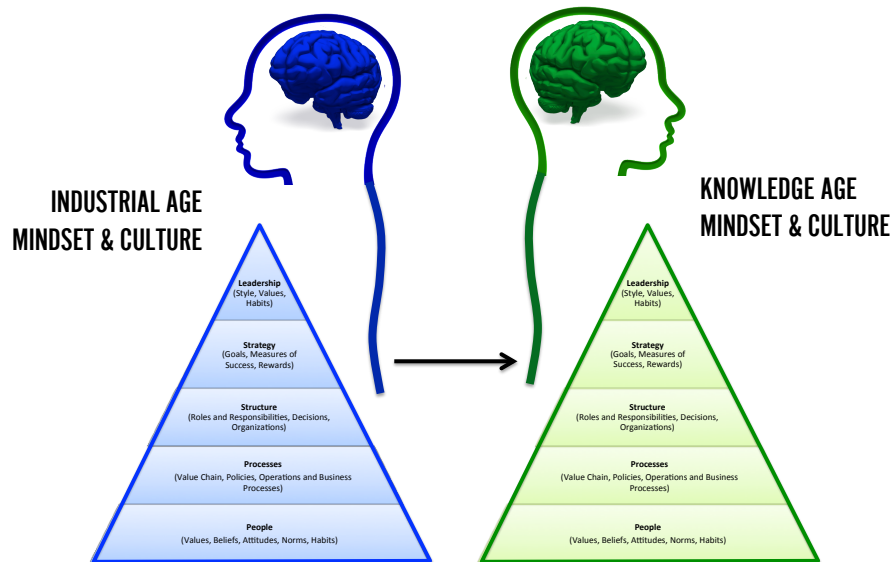 INDUSTRIAL AGE
MINDSET & CULTURE
Leadership
(Style, Values,
Habits)
Strategy
(Goals, Measures of
Success, Rewards)
Structure
(Roles and Responsibilities, Decisions,
Organizations)
Processes
(Value Chain, Policies, Operations and Business
Processes)
People
(Values, Beliefs, Attitudes, Norms, Habits)
KNOWLEDGE AGE
MINDSET & CULTURE
Leadership
(Style, Values,
Habits)
Strategy
(Goals, Measures of
Success, Rewards)
Structure
(Roles and Responsibilities, Decisions,
Organizations)
Processes
(Value Chain, Policies, Operations and Business
Processes)
People
(Values, Beliefs, Attitudes, Norms, Habits)